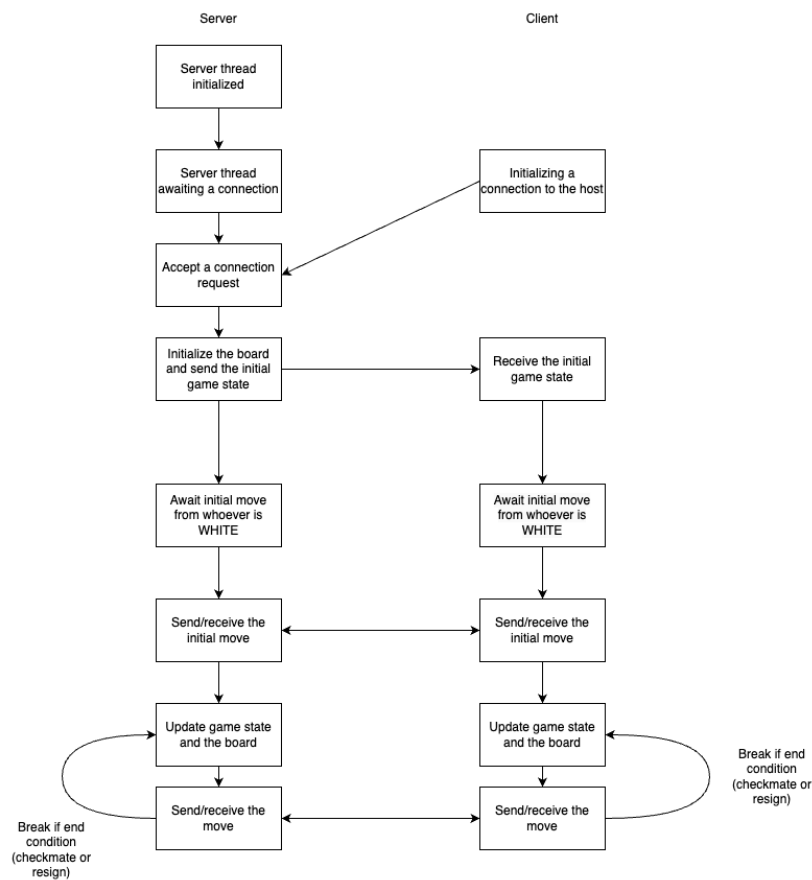 Server
Client
Server thread
initialized
Server thread
awaiting a connection
Initializing a
connection to the host
Accept a connection
request
Initialize the board
and send the initial
game state
Receive the initial
game state
Await initial move
from whoever is
WHITE
Await initial move
from whoever is
WHITE
Send/receive the
initial move
Send/receive the
initial move
Update game state
and the board
Update game state
and the board
Break if end
condition
(checkmate or
resign)
Send/receive the
move
Send/receive the
move
Break if end
condition
(checkmate or
resign)